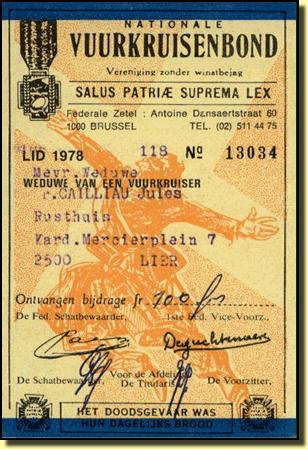 NATIONALE
VUURKRUISENBOND
Vereniging zonder winstbejag
SALUS PATRIÆ SUPREMA LEX
Federale Zetel : Antoine Dansaertstraat 60
1000 BRUSSEL TEL. (02) 511 44 75
LID 1978 118 № 13034
Mevr. Weduwe
WEDUWE VAN EEN VUURKRUISER
P. CAILLIAU Jules
Rusthuis
Kard. Mercierplein 7
2500 LIER
Ontvangen bijdrage fr. 100 frs
De Fed. Schatbewaarder, 1ste Fed. Vice-Voorz.,
Voor de Afdeling
De Schatbewaarder, De Titularis De Voorzitter,
HET DOODSGEVAAR WAS
HUN DAGELIJKS BROOD